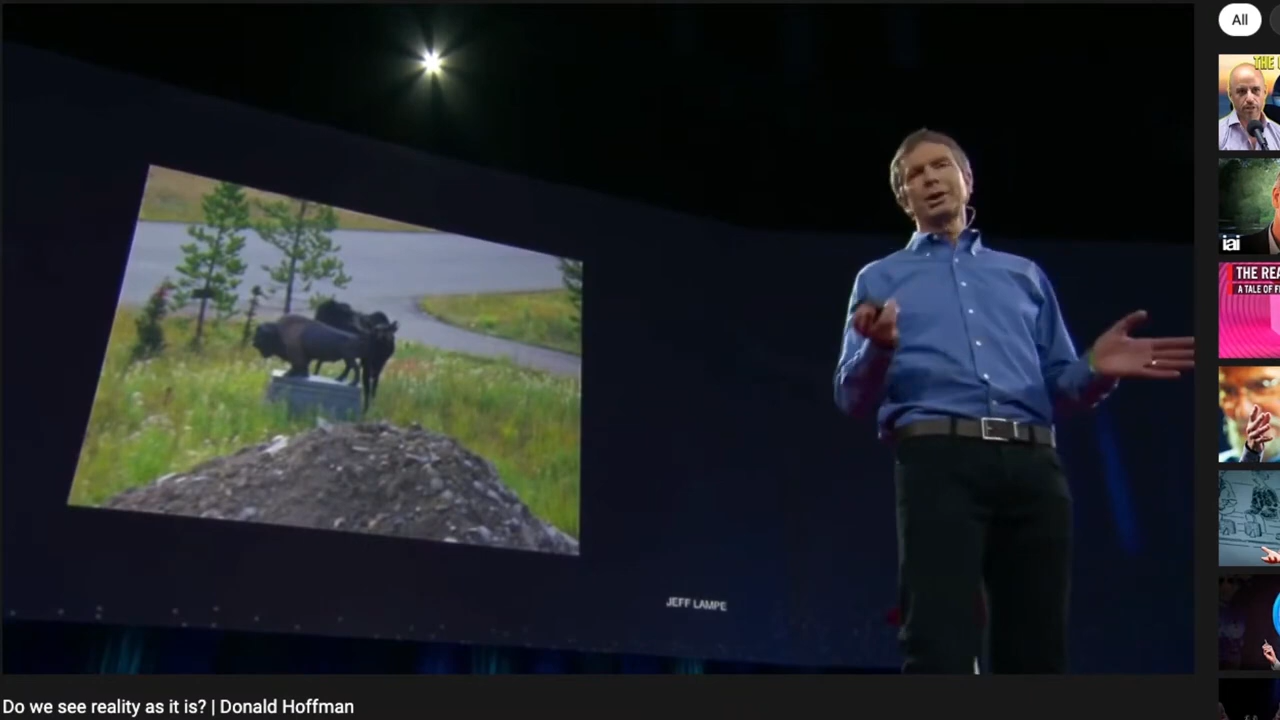 All
THE
iai
THE REA
A TALE OF F
JEFF LAMPE
Do we see reality as it is? | Donald Hoffman